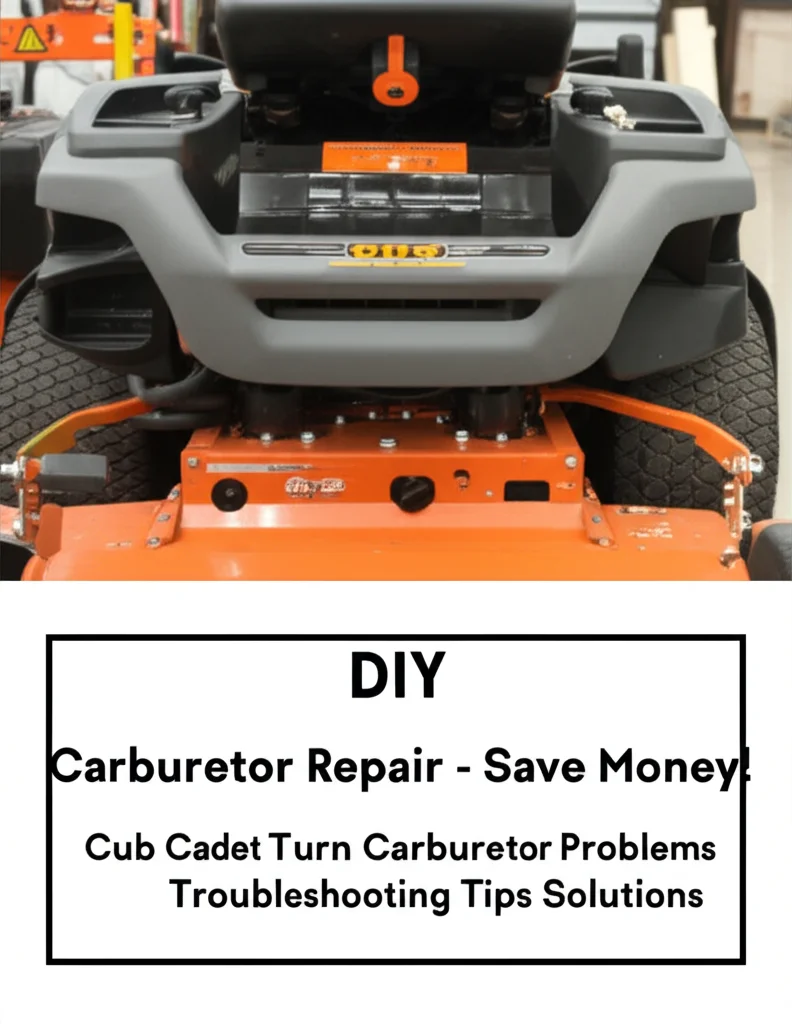 DIY
Carburetor Repair - Save Money!
Cub Cadet Turn Carburetor Problems
Troubleshooting Tips Solutions